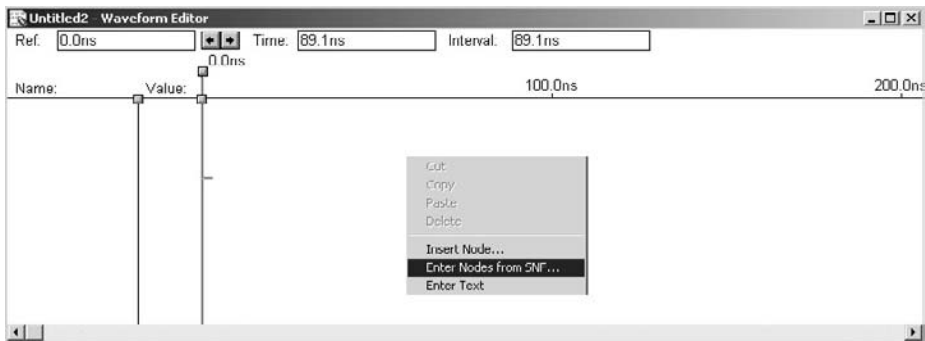 Untitled2 - Waveform Editor
Ref: 0.0ns Time: 89.1ns Interval: 89.1ns
0.0ns
Name: Value: 100.0ns 200.0ns
Cut
Copy
Paste
Delete
Insert Node...
Enter Nodes from SNF...
Enter Text